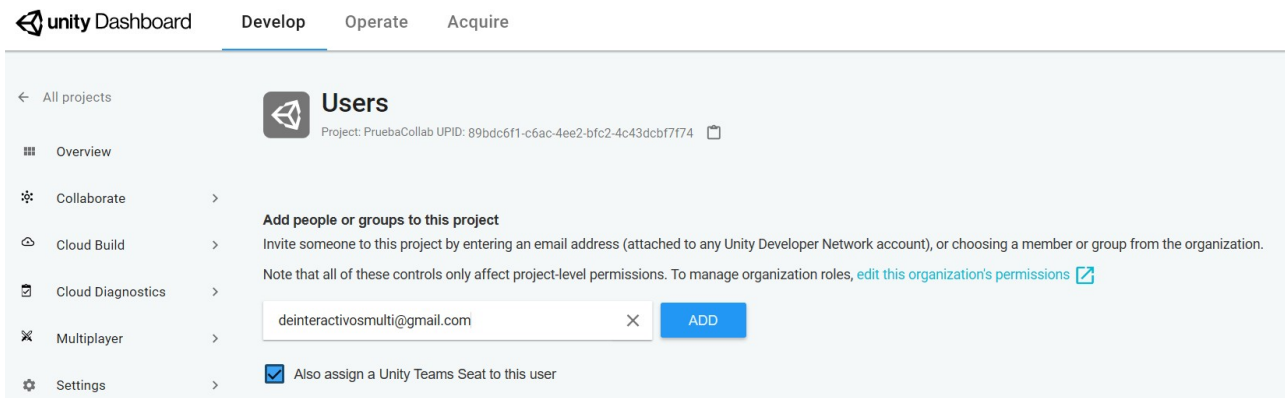 unity Dashboard Develop Operate Acquire
All projects
Users
Project: PruebaCollab UPID: 89bdc6f1-c6ac-4ee2-bfc2-4c43dcbf7f74
Overview
Collaborate
Cloud Build
Cloud Diagnostics
Multiplayer
Settings
Add people or groups to this project
Invite someone to this project by entering an email address (attached to any Unity Developer Network account), or choosing a member or group from the organization.
Note that all of these controls only affect project-level permissions. To manage organization roles, edit this organization's permissions
deinteractivosmulti@gmail.com ADD
Also assign a Unity Teams Seat to this user